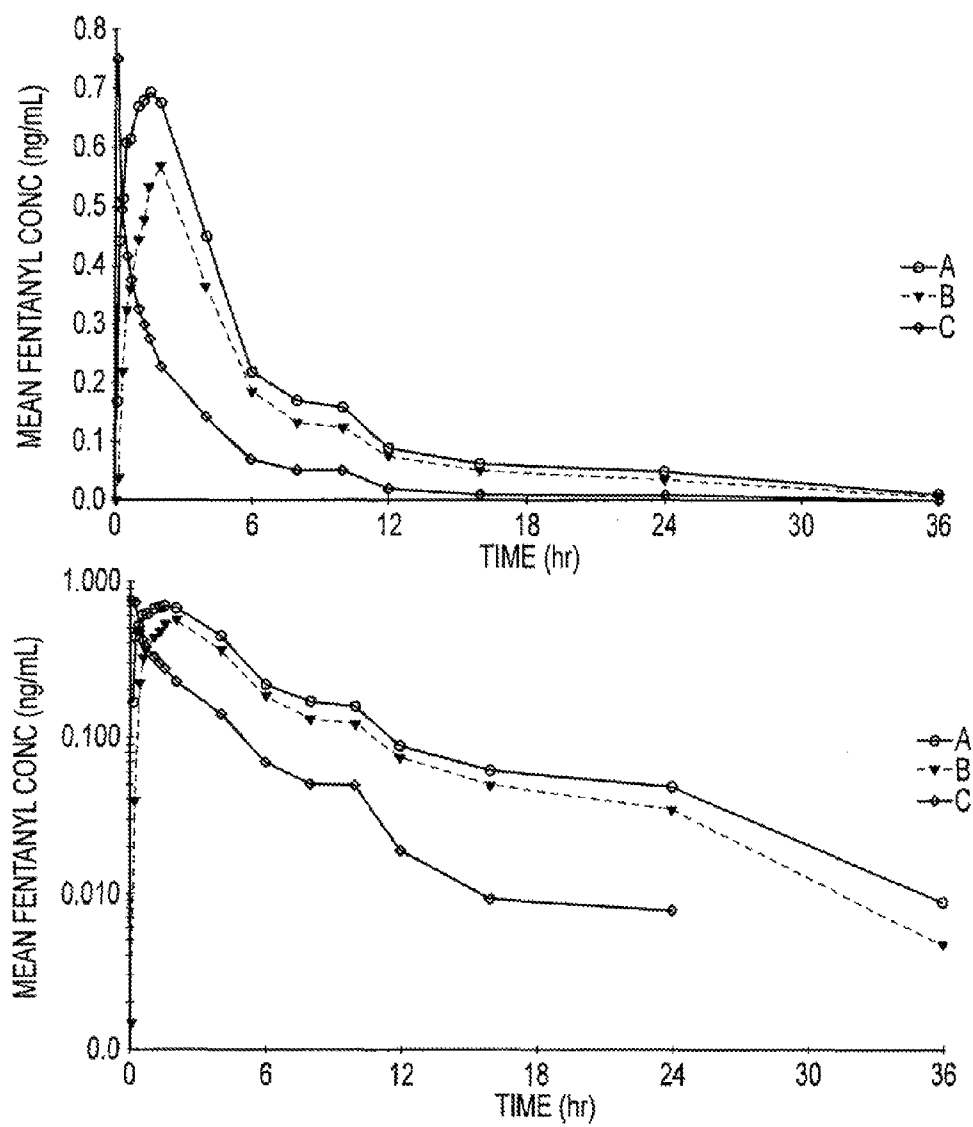 MEAN FENTANYL CONC (ng/mL)
0.8
0.7
0.6
0.5
0.4
0.3
0.2
0.1
0.0
0 6 12 18 24 30 36
TIME (hr)
A
B
C
MEAN FENTANYL CONC (ng/mL)
1.000
0.100
0.010
0.0
0 6 12 18 24 30 36
TIME (hr)
A
B
C